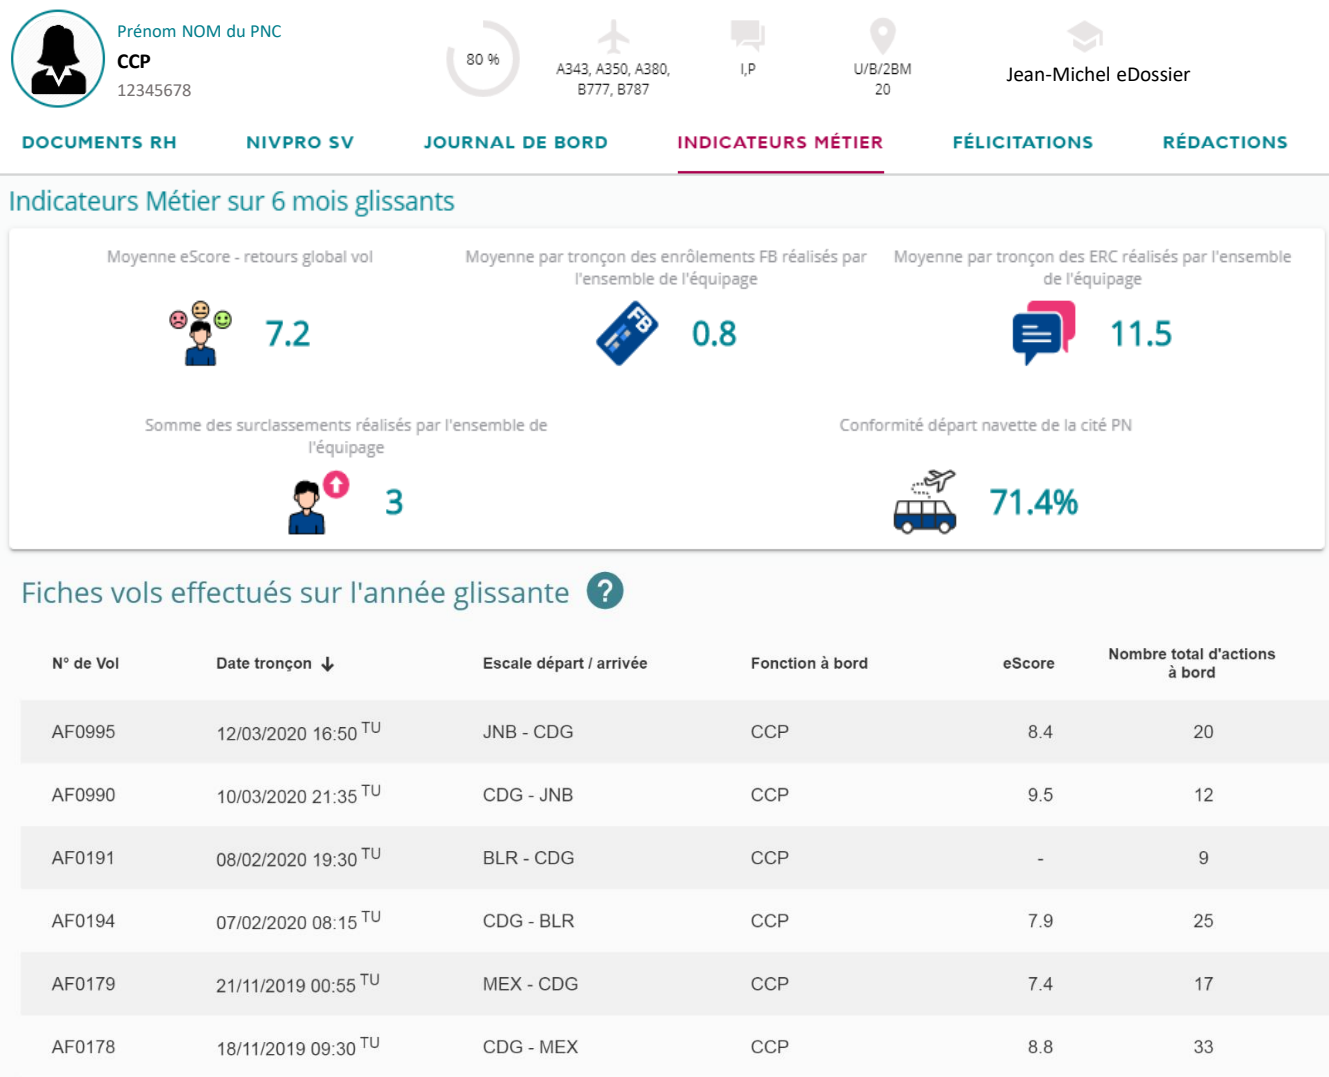 Prénom NOM du PNC
CCP
12345678
80 %
A343, A350, A380,
B777, B787
I,P
U/B/2BM
20
Jean-Michel eDossier
DOCUMENTS RH
NIVPRO SV
JOURNAL DE BORD
INDICATEURS MÉTIER
FÉLICITATIONS
RÉDACTIONS
Indicateurs Métier sur 6 mois glissants
Moyenne eScore - retours global vol
7.2
Moyenne par tronçon des enrôlements FB réalisés par
l'ensemble de l'équipage
FB
0.8
Moyenne par tronçon des ERC réalisés par l'ensemble
de l'équipage
11.5
Somme des surclassements réalisés par l'ensemble de
l'équipage
3
Conformité départ navette de la cité PN
71.4%
Fiches vols effectués sur l'année glissante ?
N° de Vol Date tronçon Escale départ / arrivée Fonction à bord eScore Nombre total d'actions
à bord
AF0995 12/03/2020 16:50 TU JNB - CDG CCP 8.4 20
AF0990 10/03/2020 21:35 TU CDG - JNB CCP 9.5 12
AF0191 08/02/2020 19:30 TU BLR - CDG CCP - 9
AF0194 07/02/2020 08:15 TU CDG - BLR CCP 7.9 25
AF0179 21/11/2019 00:55 TU MEX - CDG CCP 7.4 17
AF0178 18/11/2019 09:30 TU CDG - MEX CCP 8.8 33